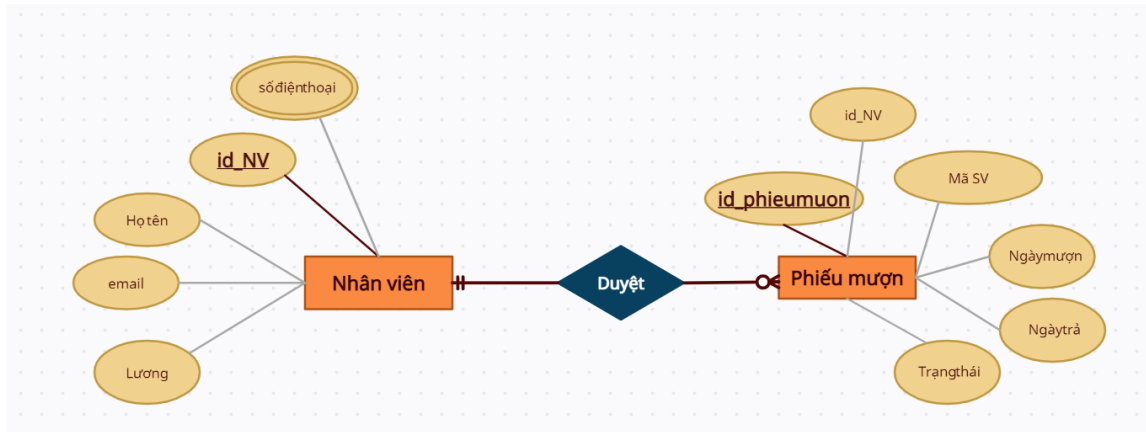 sốđiệnthoại
id_NV
id_NV
Mã SV
id_phieumuon
Họ tên
Ngàymượn
email
Nhân viên
Duyệt
Phiếu mượn
Ngàytrả
Lương
Trạngthái